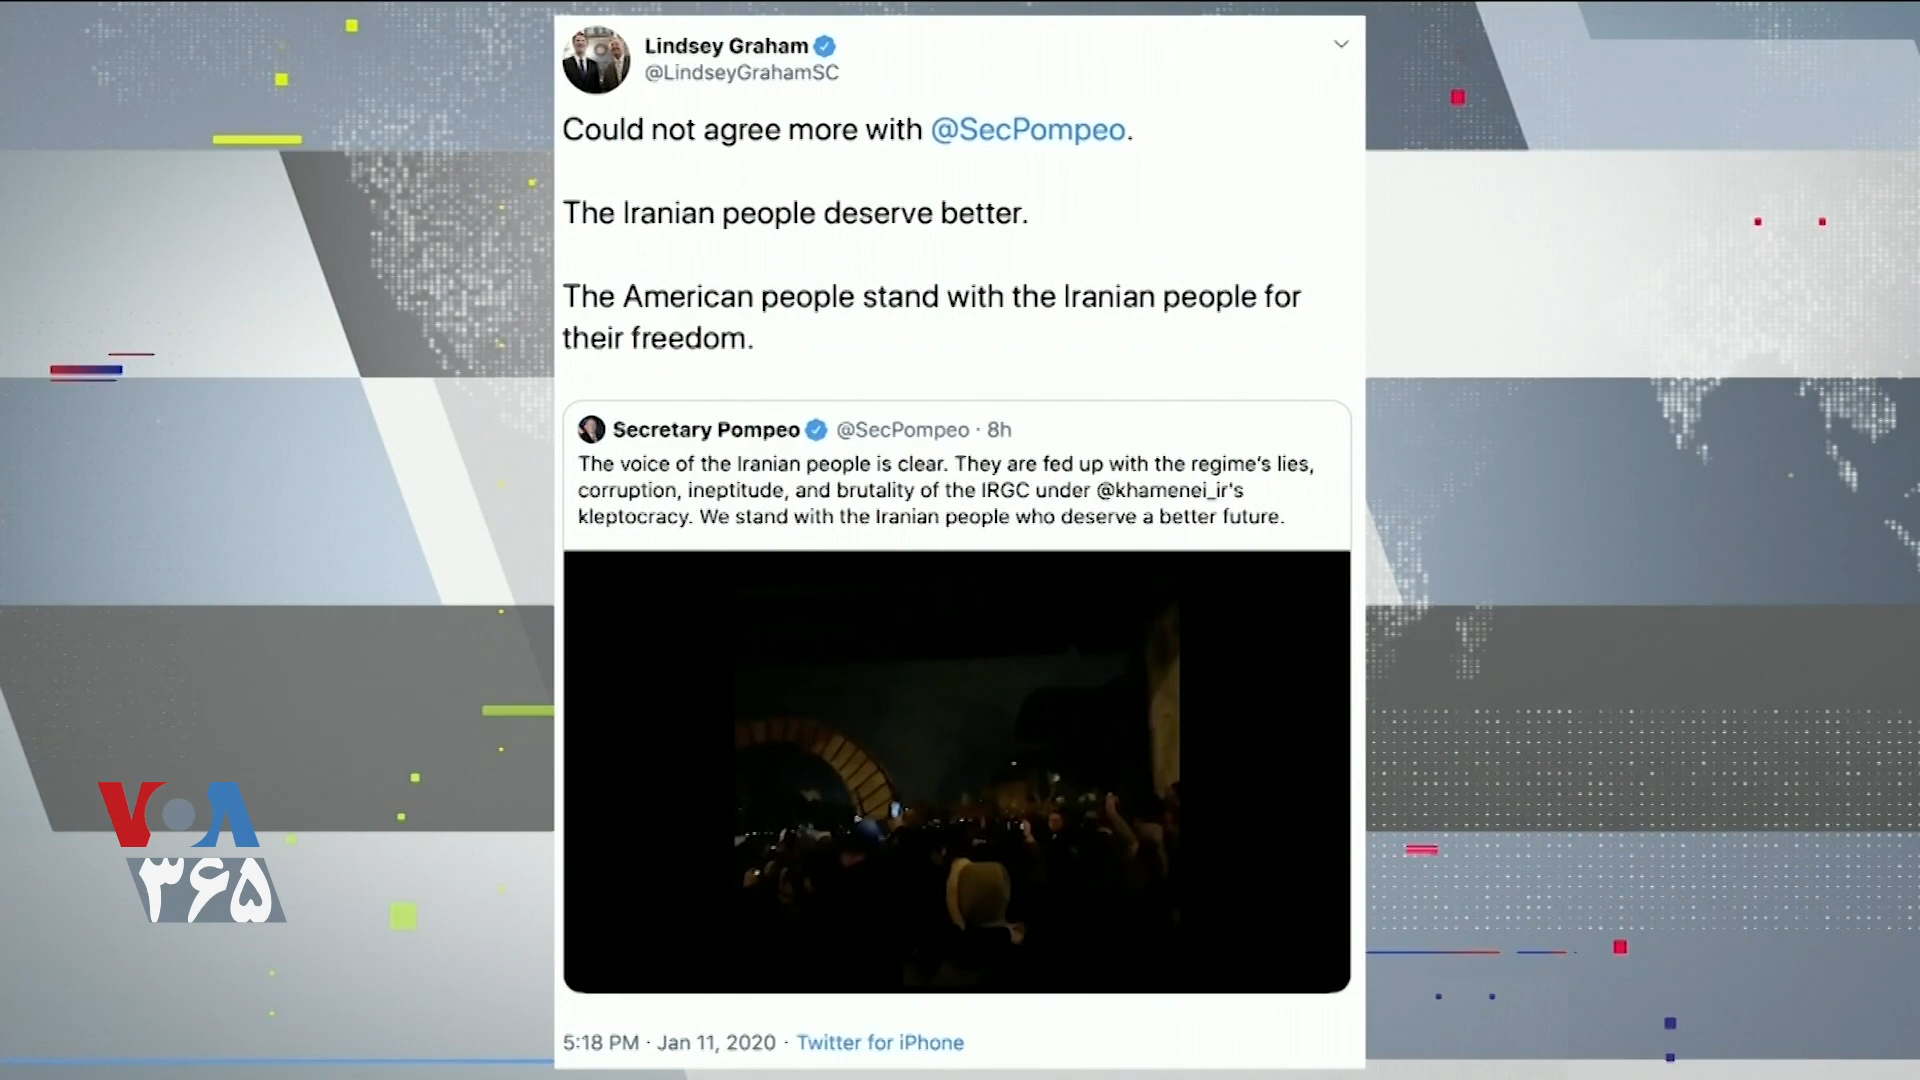 Lindsey Graham
@LindseyGrahamSC
Could not agree more with @SecPompeo.
The Iranian people deserve better.
The American people stand with the Iranian people for
their freedom.
Secretary Pompeo @SecPompeo · 8h
The voice of the Iranian people is clear. They are fed up with the regime's lies,
corruption, ineptitude, and brutality of the IRGC under @khamenei_ir's
kleptocracy. We stand with the Iranian people who deserve a better future.
5:18 PM · Jan 11, 2020 · Twitter for iPhone
VOA
۳۶۵